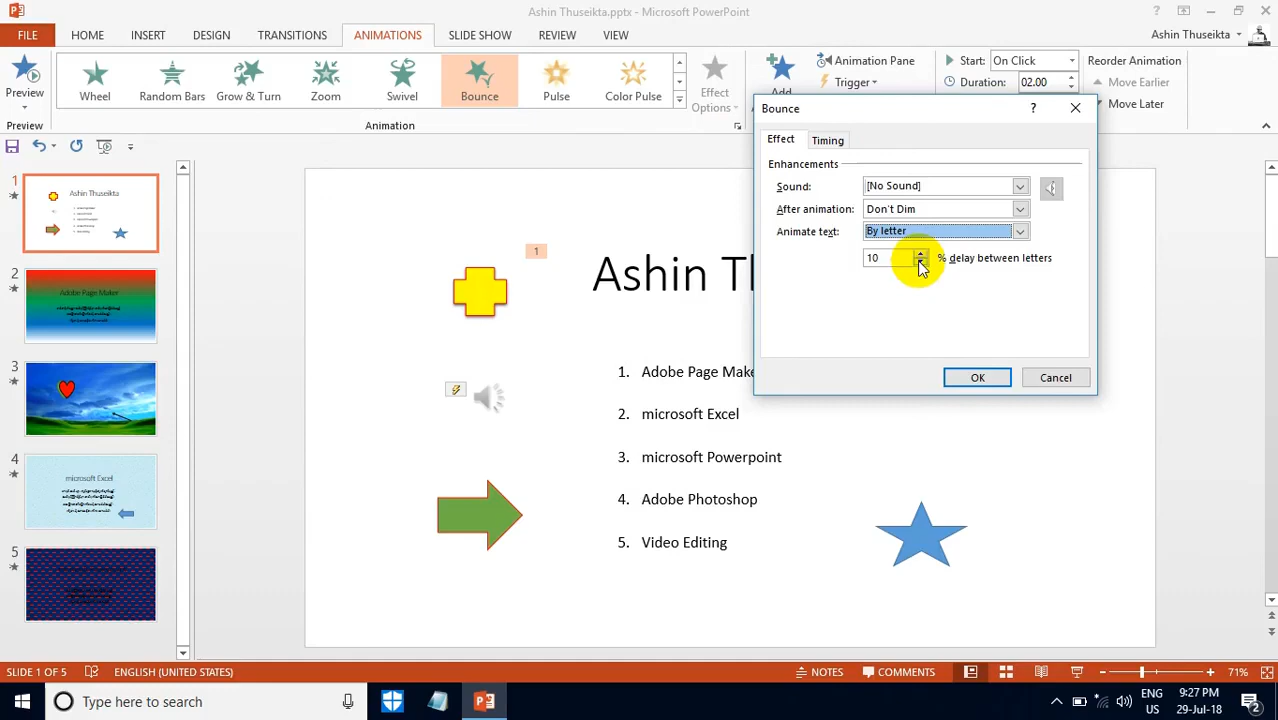 Ashin Thuseikta.pptx - Microsoft PowerPoint
?
FILE
HOME
INSERT
DESIGN
TRANSITIONS
ANIMATIONS
SLIDE SHOW
REVIEW
VIEW
Ashin Thuseikta
Preview
Wheel
Random Bars
Grow & Turn
Zoom
Swivel
Bounce
Pulse
Color Pulse
Effect
Options
Add
Animation Pane
Trigger
Start: On Click
Duration: 02.00
Reorder Animation
Move Earlier
Move Later
Preview
Animation
Bounce
?
Effect
Timing
Enhancements
Sound: [No Sound]
After animation: Don't Dim
Animate text: By letter
10 % delay between letters
OK
Cancel
1
Ashin Thuseikta
2
Adobe Page Maker
3
4
microsoft Excel
5
1
Ashin Th
1. Adobe Page Make
2. microsoft Excel
3. microsoft Powerpoint
4. Adobe Photoshop
5. Video Editing
SLIDE 1 OF 5
ENGLISH (UNITED STATES)
NOTES
COMMENTS
71%
Type here to search
ENG
US
9:27 PM
29-Jul-18
2